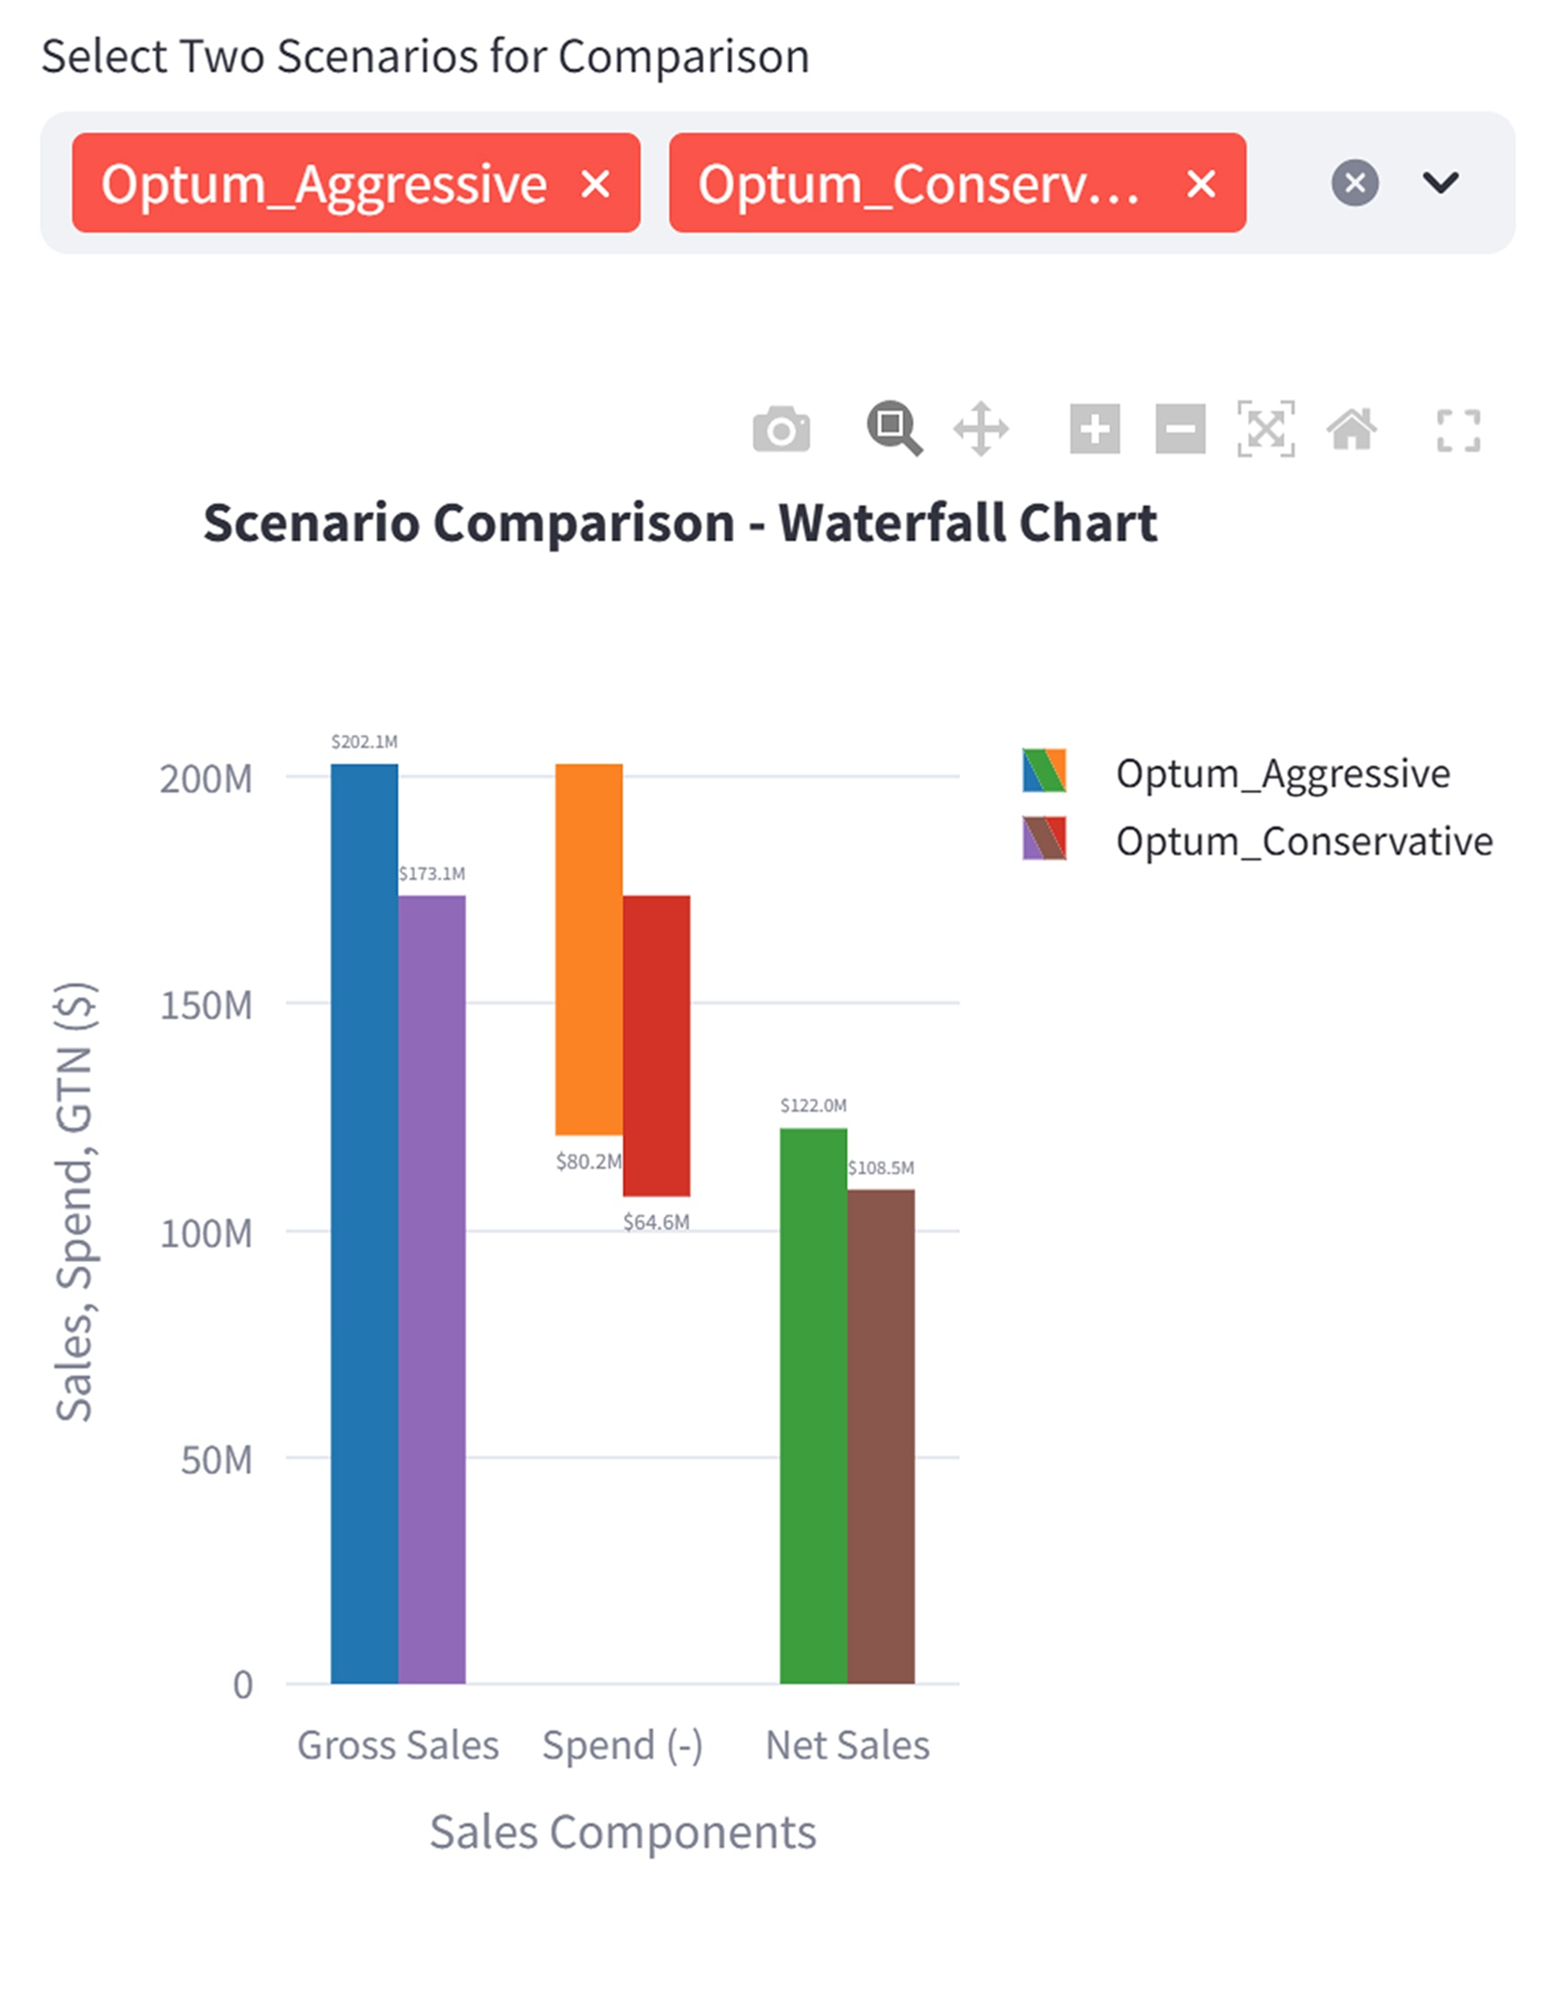 Select Two Scenarios for Comparison
Optum_Aggressive
Optum_Conserv...
Scenario Comparison - Waterfall Chart
Optum_Aggressive
Optum_Conservative
Sales, Spend, GTN ($)
200M
150M
100M
50M
0
$202.1M
$173.1M
$80.2M
$64.6M
$122.0M
$108.5M
Gross Sales
Spend (-)
Net Sales
Sales Components